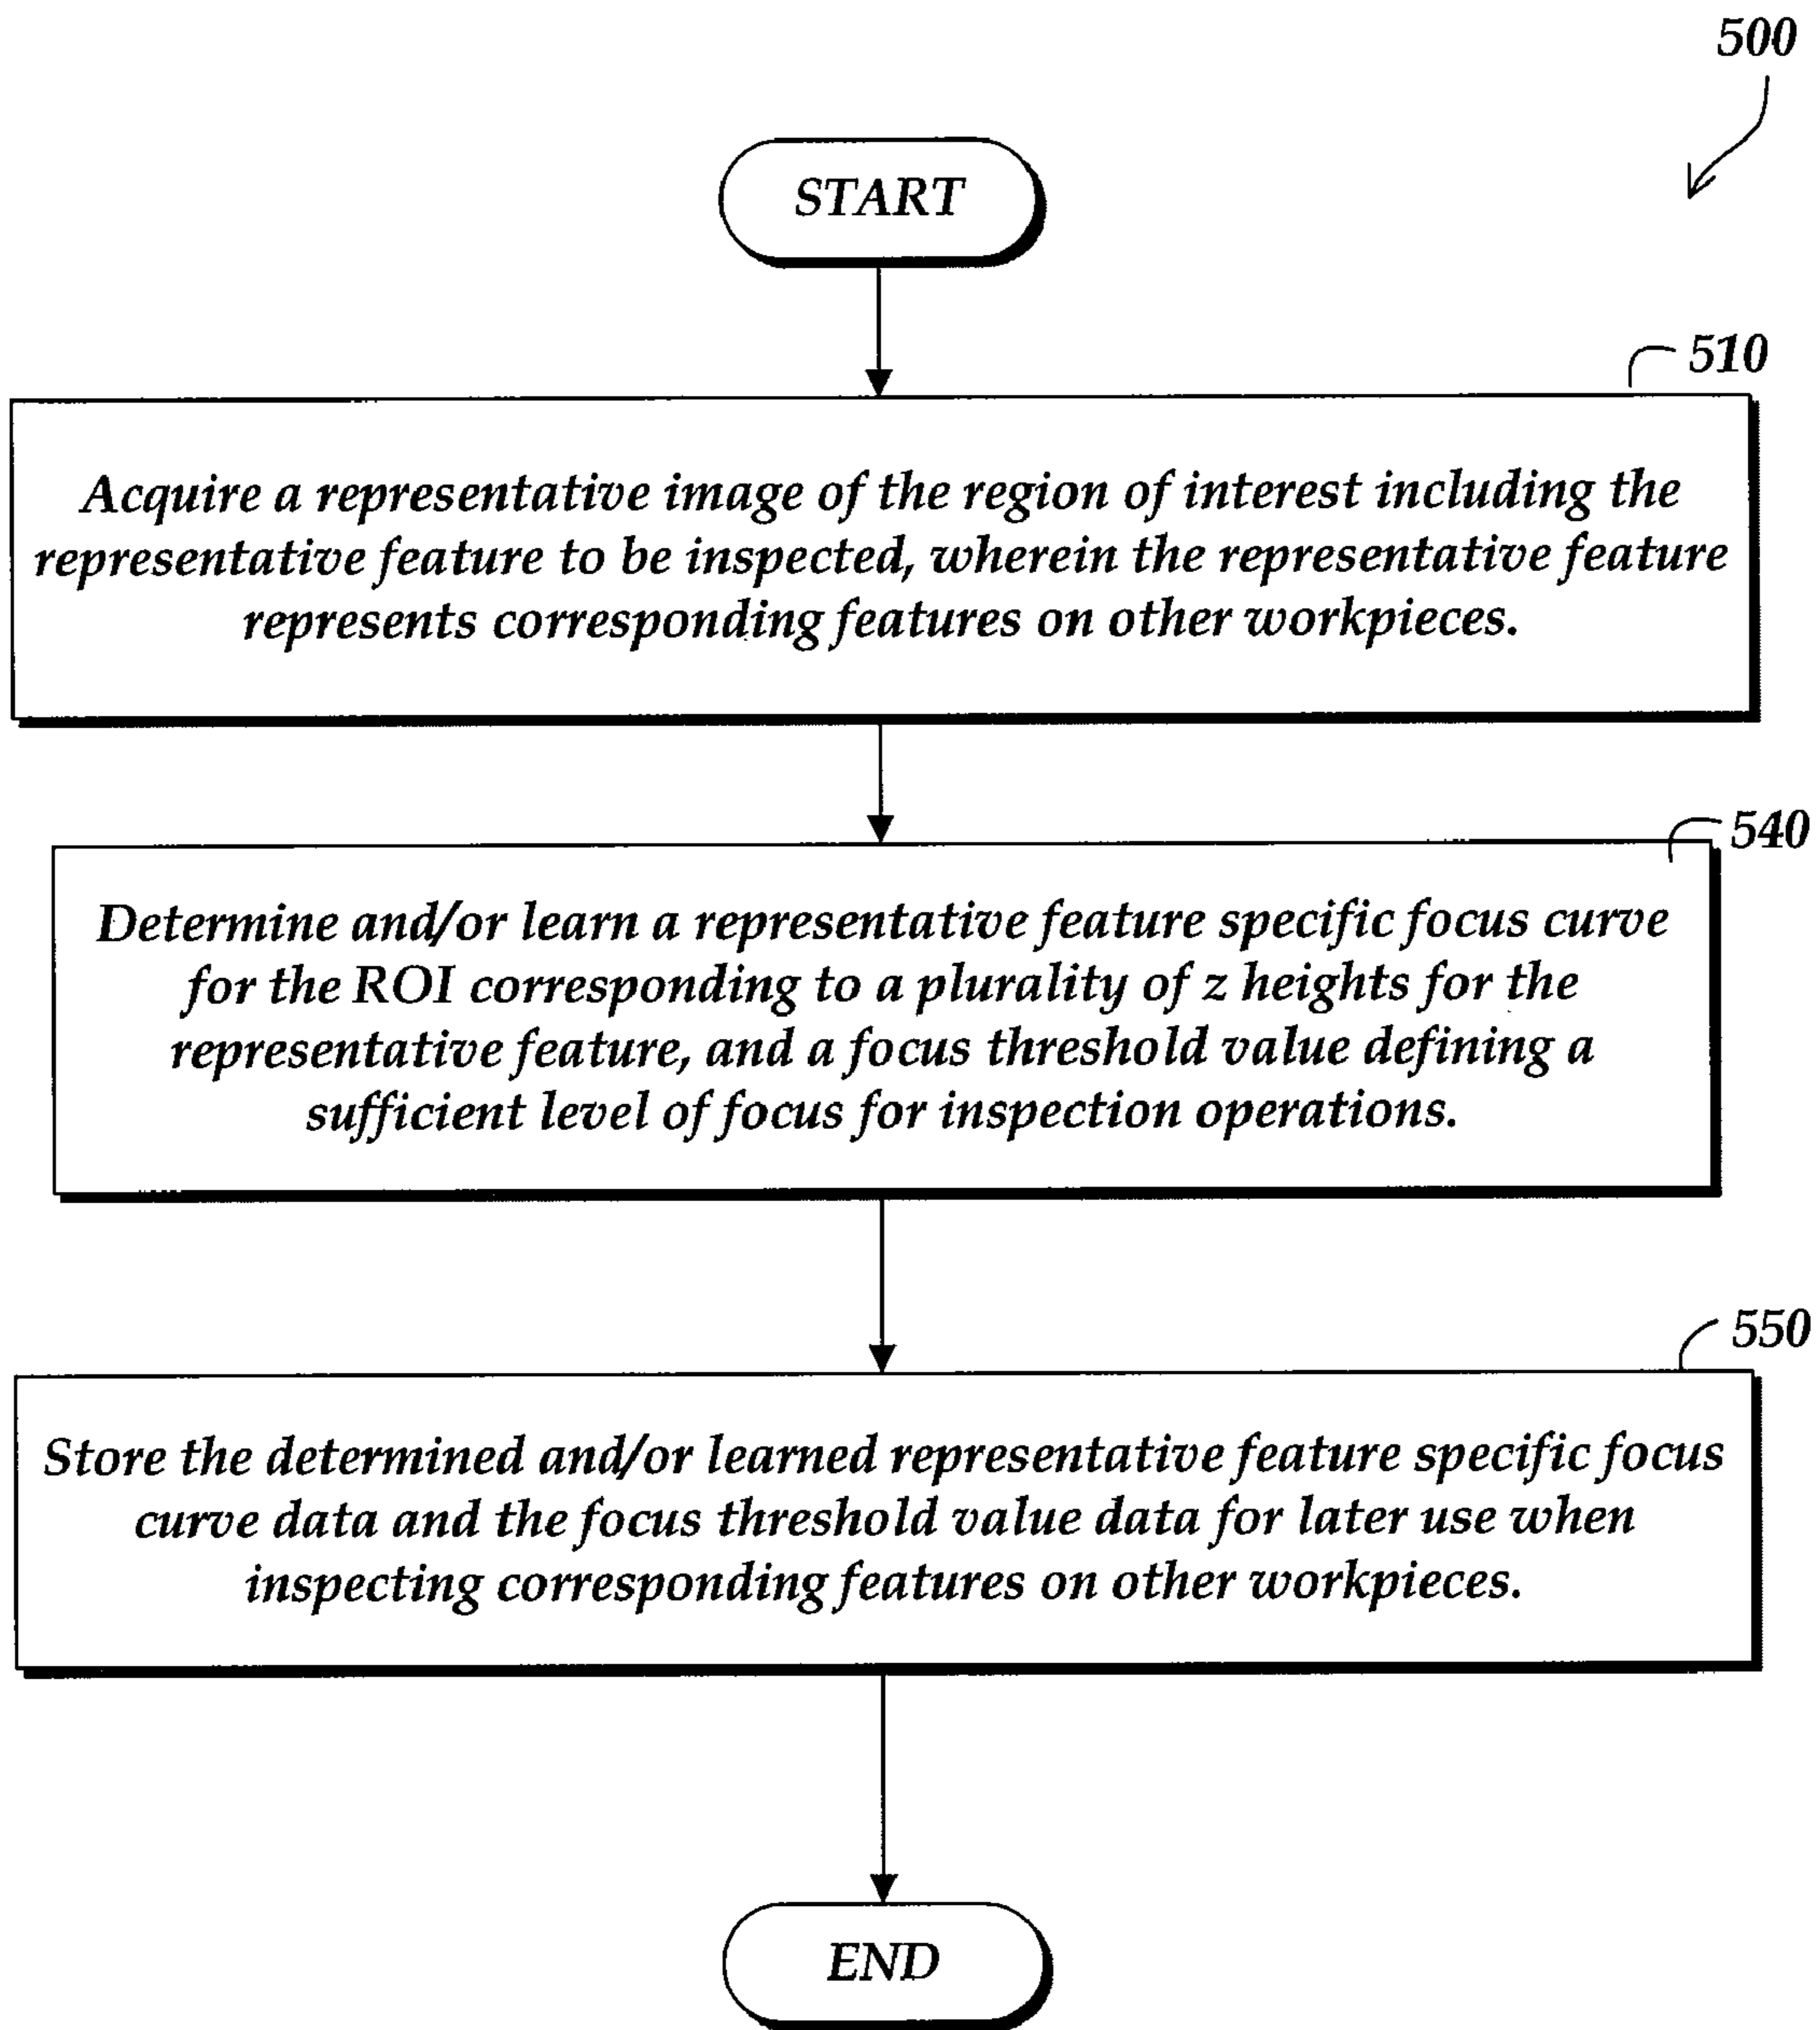 500
START
510
Acquire a representative image of the region of interest including the
representative feature to be inspected, wherein the representative feature
represents corresponding features on other workpieces.
540
Determine and/or learn a representative feature specific focus curve
for the ROI corresponding to a plurality of z heights for the
representative feature, and a focus threshold value defining a
sufficient level of focus for inspection operations.
550
Store the determined and/or learned representative feature specific focus
curve data and the focus threshold value data for later use when
inspecting corresponding features on other workpieces.
END